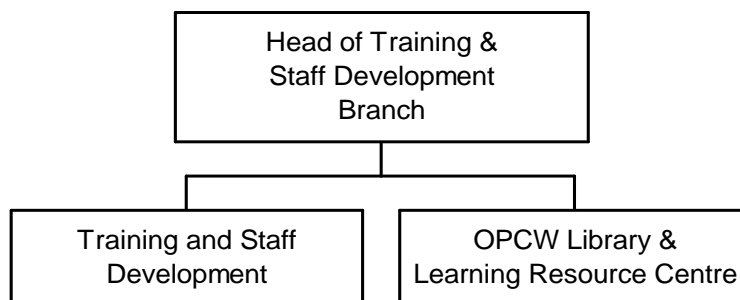 Head of Training &
Staff Development
Branch
Training and Staff
Development
OPCW Library &
Learning Resource Centre